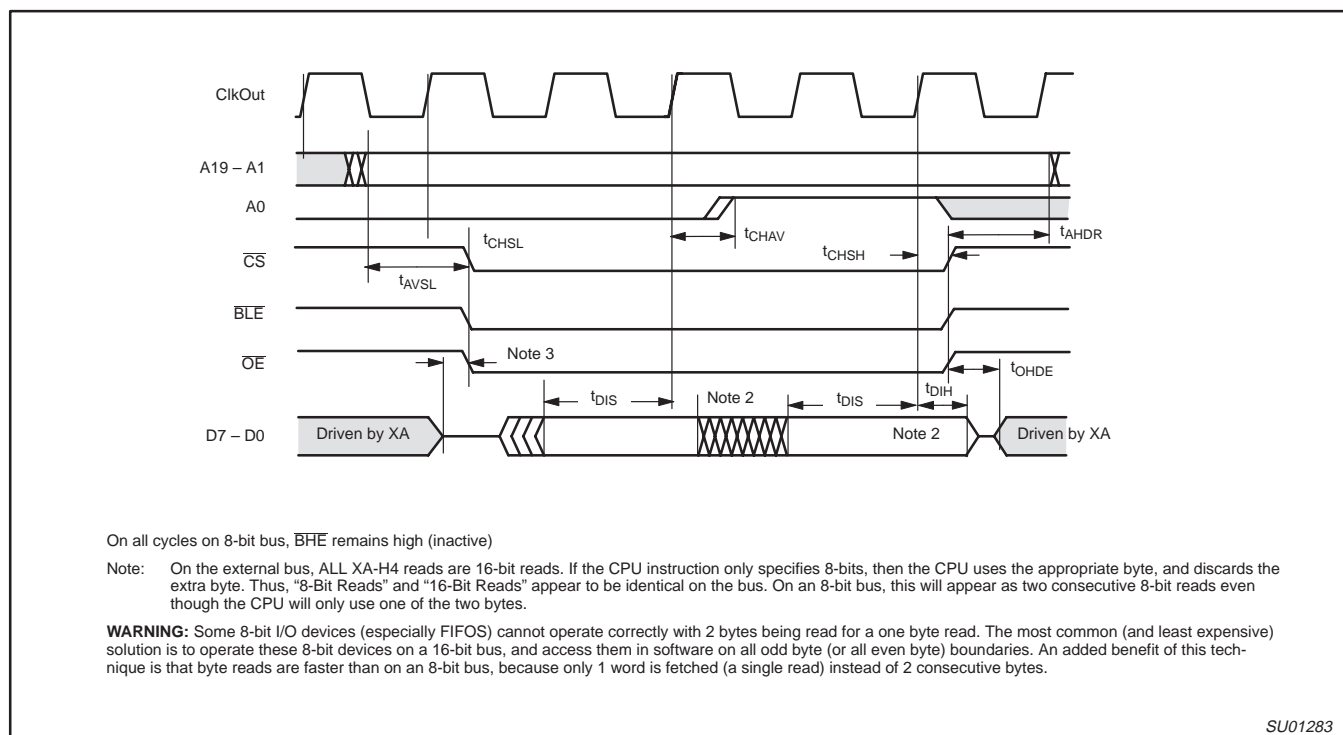 ClkOut
A19 – A1
A0
tCHSL
tCHAV
tCHSH
tAHDR
CS
tAVSL
BLE
OE
Note 3
tOHDE
tDIS
Note 2
tDIS
tDIH
D7 – D0
Driven by XA
Note 2
Driven by XA
On all cycles on 8-bit bus, BHE remains high (inactive)
Note: On the external bus, ALL XA-H4 reads are 16-bit reads. If the CPU instruction only specifies 8-bits, then the CPU uses the appropriate byte, and discards the
extra byte. Thus, “8-Bit Reads” and “16-Bit Reads” appear to be identical on the bus. On an 8-bit bus, this will appear as two consecutive 8-bit reads even
though the CPU will only use one of the two bytes.
WARNING: Some 8-bit I/O devices (especially FIFOS) cannot operate correctly with 2 bytes being read for a one byte read. The most common (and least expensive)
solution is to operate these 8-bit devices on a 16-bit bus, and access them in software on all odd byte (or all even byte) boundaries. An added benefit of this tech-
nique is that byte reads are faster than on an 8-bit bus, because only 1 word is fetched (a single read) instead of 2 consecutive bytes.
SU01283